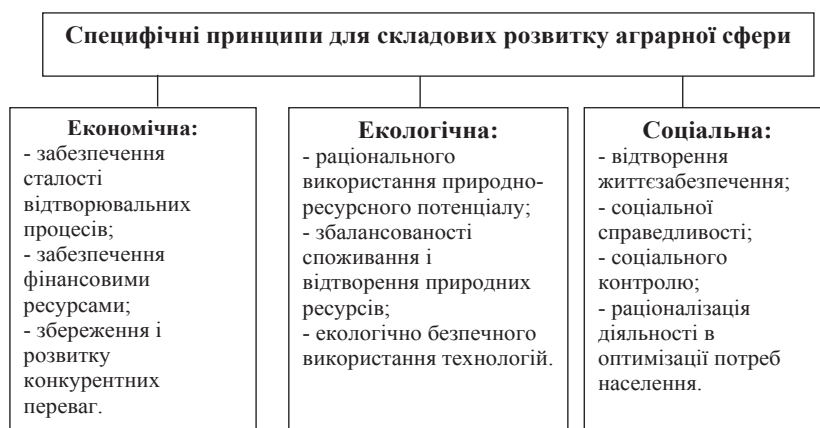 Специфічні принципи для складових розвитку аграрної сфери
Економічна:
- забезпечення
сталості
відтворювальних
процесів;
- забезпечення
фінансовими
ресурсами;
- збереження і
розвитку
конкурентних
переваг.
Екологічна:
- раціонального
використання природно-
ресурсного потенціалу;
- збалансованості
споживання і
відтворення природних
ресурсів;
- екологічно безпечного
використання технологій.
Соціальна:
- відтворення
життєзабезпечення;
- соціальної
справедливості;
- соціального
контролю;
- раціоналізація
діяльності в
оптимізації потреб
населення.